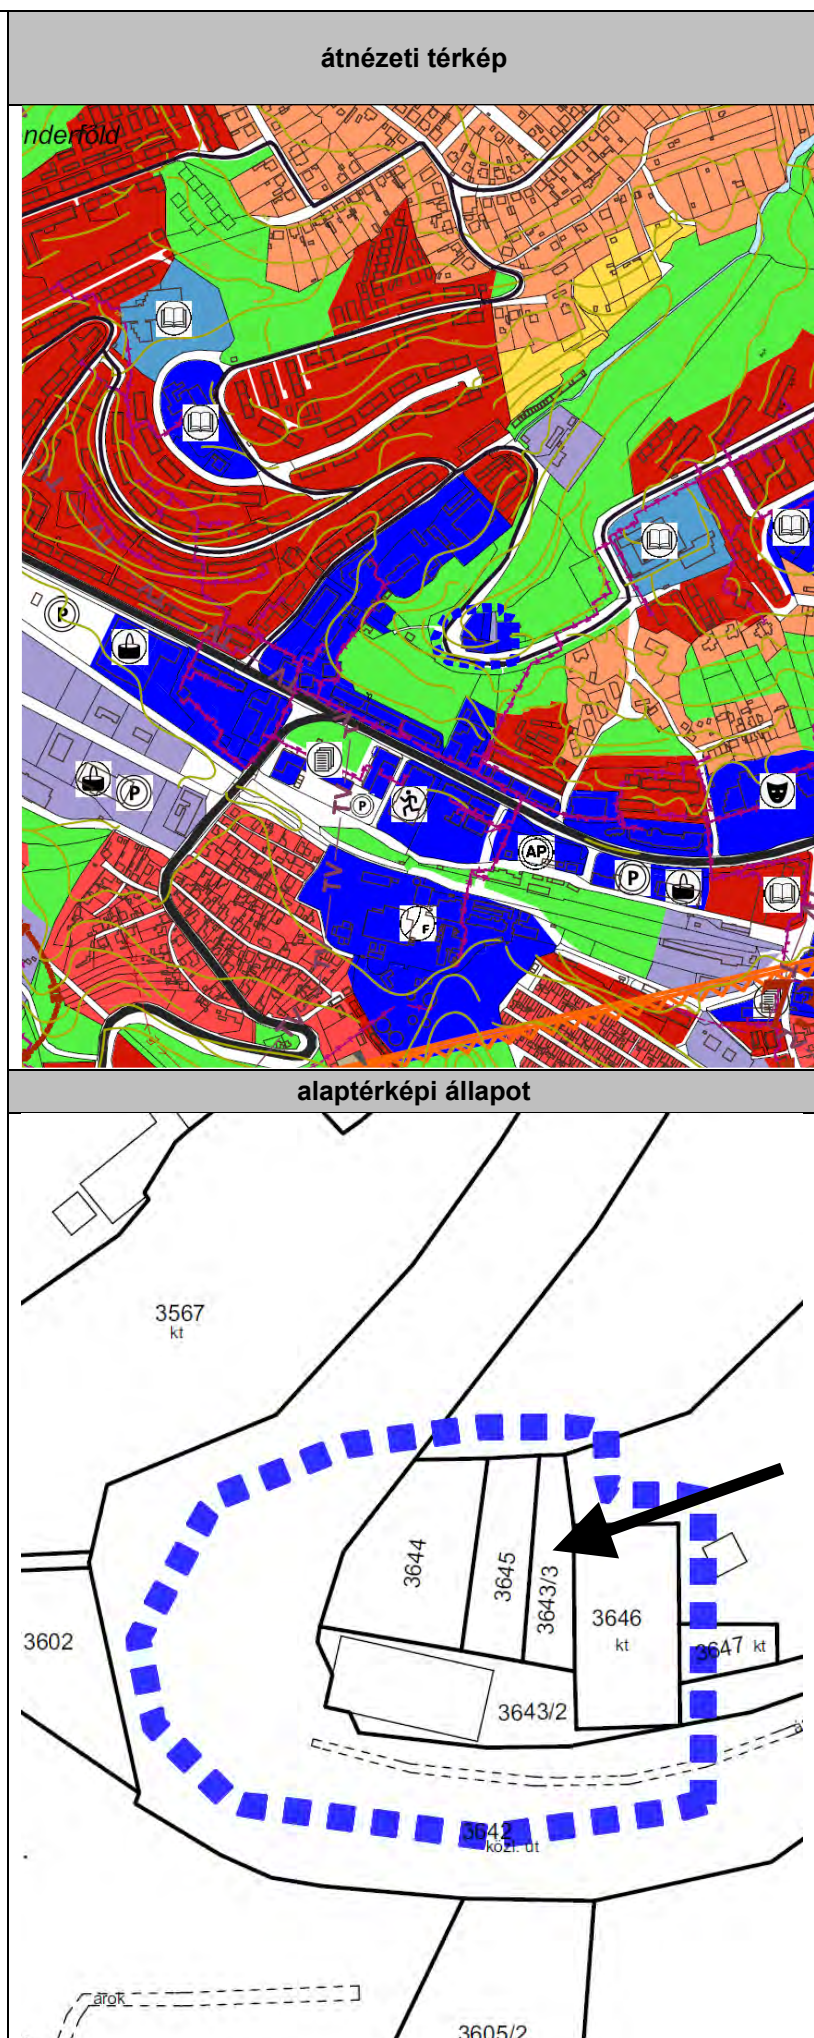 átnézeti térkép
nderföld
P
P
TV
P
TV
AP
P
F
alaptérképi állapot
3567
kt
3644
3645
3643/3
3646
kt
3602
3647 kt
3643/2
3642
közl. út
árok
3605/2